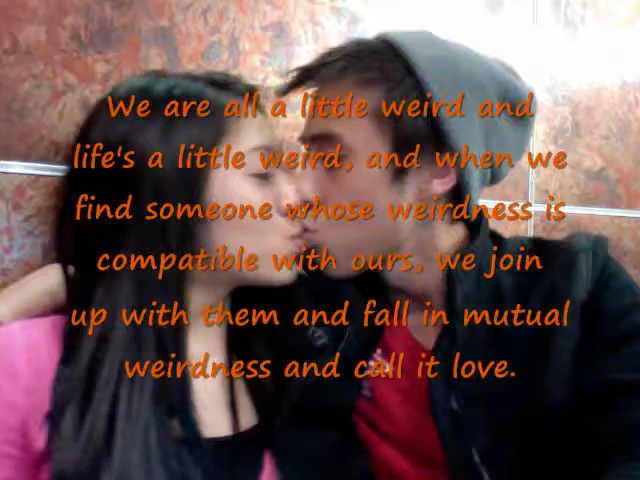 We are all a little weird and
life's a little weird, and when we
find someone whose weirdness is
compatible with ours, we join
up with them and fall in mutual
weirdness and call it love.